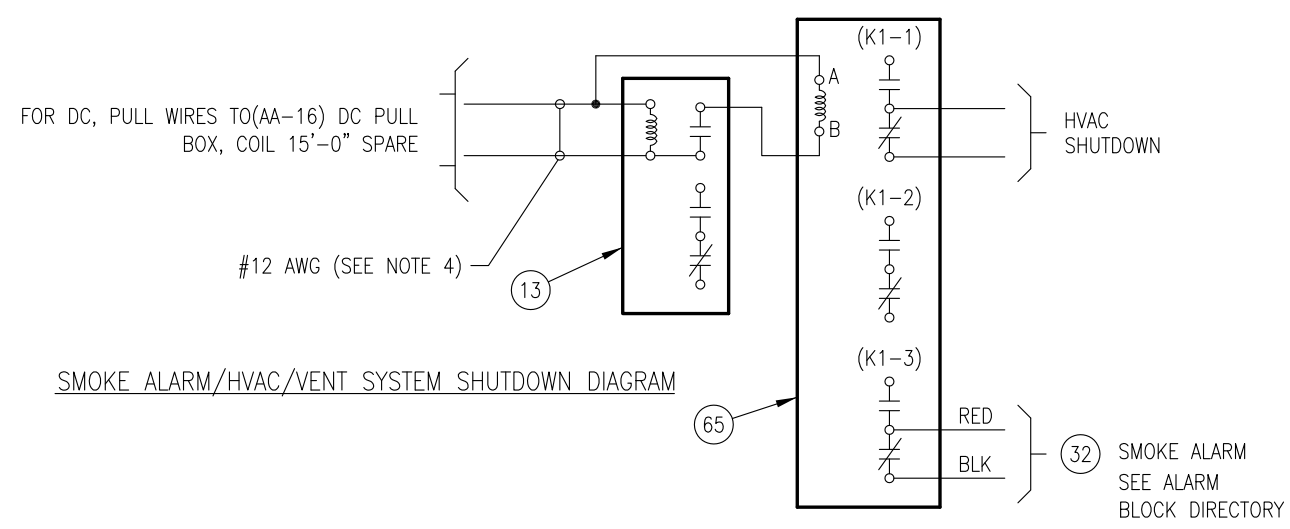 (K1-1)
A
B
FOR DC, PULL WIRES TO(AA-16) DC PULL
BOX, COIL 15'-0" SPARE
HVAC
SHUTDOWN
(K1-2)
#12 AWG (SEE NOTE 4)
13
(K1-3)
SMOKE ALARM/HVAC/VENT SYSTEM SHUTDOWN DIAGRAM
65
RED
BLK
32 SMOKE ALARM
SEE ALARM
BLOCK DIRECTORY